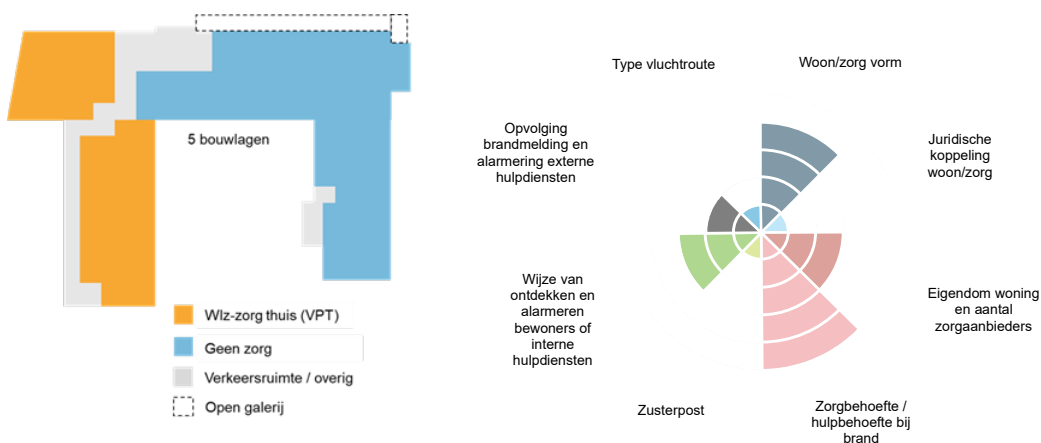 5 bouwlagen
Wlz-zorg thuis (VPT)
Geen zorg
Verkeersruimte / overig
Open galerij
Type vluchtroute
Woon/zorg vorm
Opvolging
brandmelding en
alarmering externe
hulpdiensten
Juridische
koppeling
woon/zorg
Wijze van
ontdekken en
alarmeren
bewoners of
interne
hulpdiensten
Eigendom woning
en aantal
zorgaanbieders
Zusterpost
Zorgbehoefte /
hulpbehoefte bij
brand